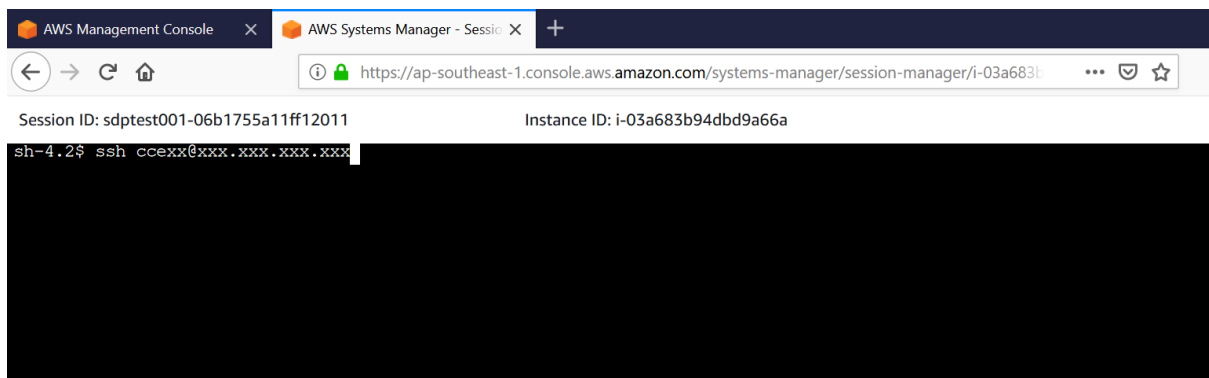 AWS Management Console
AWS Systems Manager - Sessio
https://ap-southeast-1.console.aws.amazon.com/systems-manager/session-manager/i-03a683b
Session ID: sdptest001-06b1755a11ff12011 Instance ID: i-03a683b94dbd9a66a
sh-4.2$ ssh ccexx@xxx.xxx.xxx.xxx